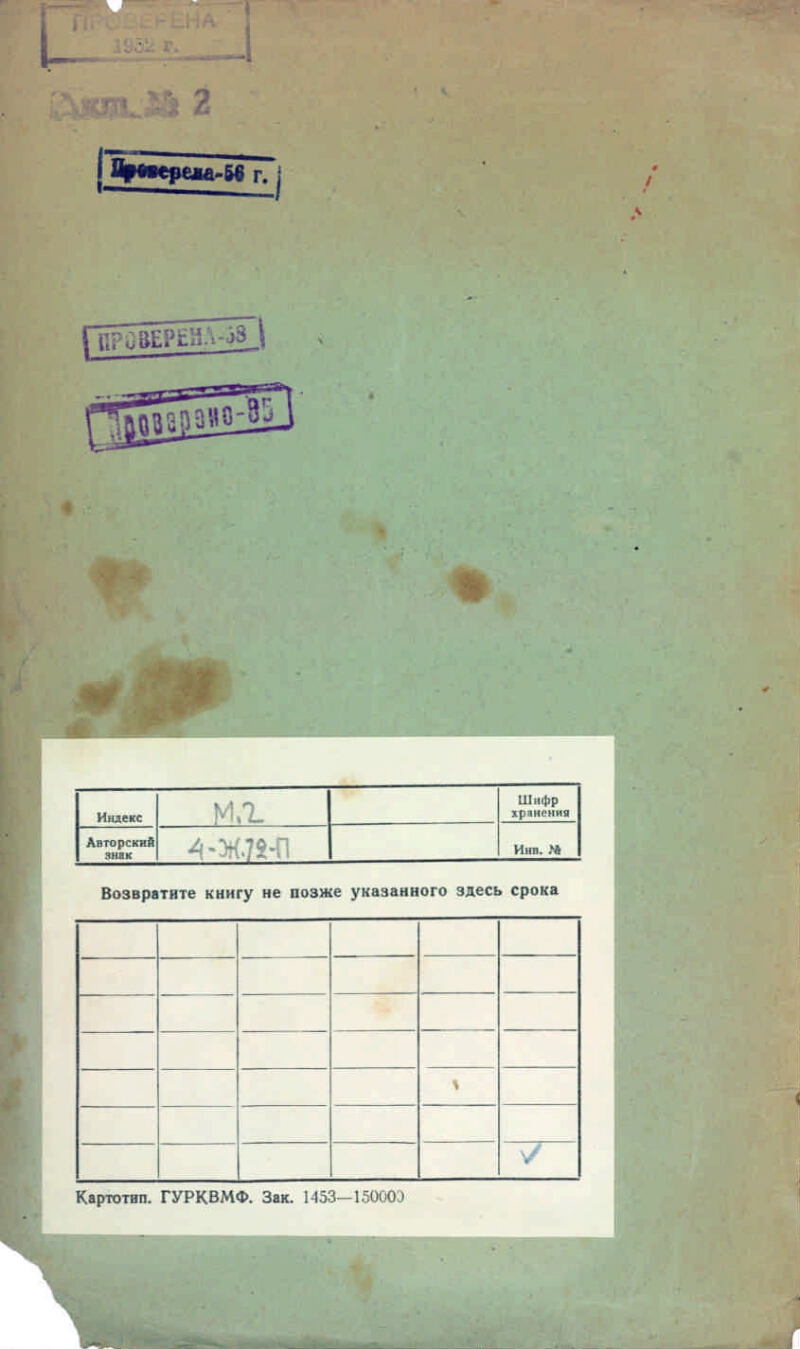 ПРОВЕРЕНА
1952 г.
Акт. № 2
Проверена-56 г.
ПРОВЕРЕНА-58
Проверено-85
Индекс
М.2
Шифр
хранения
Авторский
знак
4-Ж.72-П
Инв. №
Возвратите книгу не позже указанного здесь срока
Картотип. ГУРКВМФ. Зак. 1453—150000